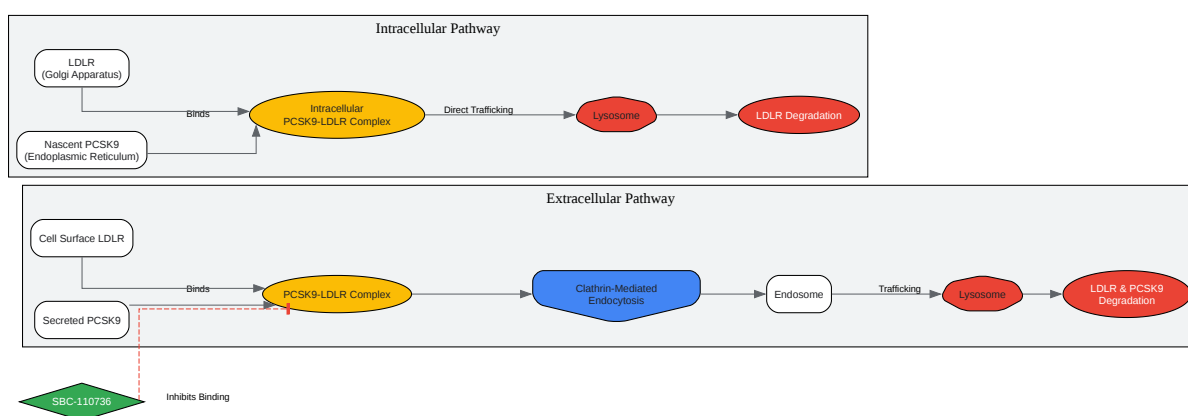 Intracellular Pathway
LDLR
(Golgi Apparatus)
Binds
Nascent PCSK9
(Endoplasmic Reticulum)
Intracellular
PCSK9-LDLR Complex
Direct Trafficking
Lysosome
LDLR Degradation
Extracellular Pathway
Cell Surface LDLR
Binds
Secreted PCSK9
PCSK9-LDLR Complex
Clathrin-Mediated
Endocytosis
Endosome
Trafficking
Lysosome
LDLR & PCSK9
Degradation
SBC-110736
Inhibits Binding